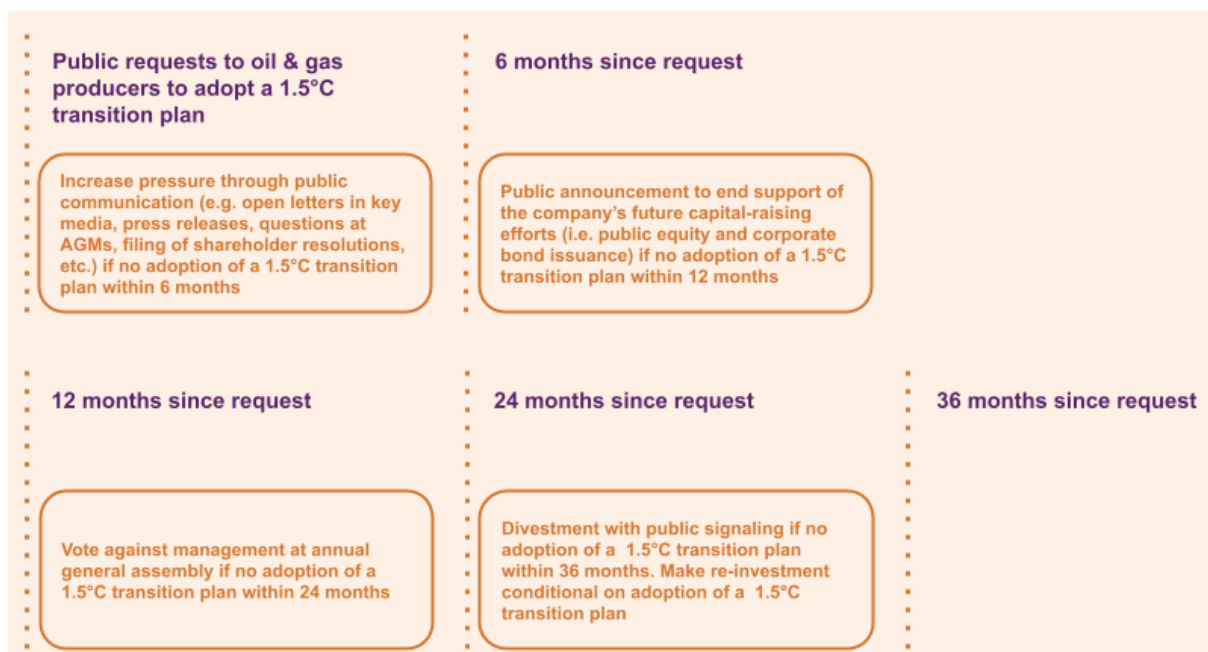 Public requests to oil & gas
producers to adopt a 1.5°C
transition plan
Increase pressure through public
communication (e.g. open letters in key
media, press releases, questions at
AGMs, filing of shareholder resolutions,
etc.) if no adoption of a 1.5°C transition
plan within 6 months
6 months since request
Public announcement to end support of
the company's future capital-raising
efforts (i.e. public equity and corporate
bond issuance) if no adoption of a 1.5°C
transition plan within 12 months
12 months since request
Vote against management at annual
general assembly if no adoption of a
1.5°C transition plan within 24 months
24 months since request
Divestment with public signaling if no
adoption of a 1.5°C transition plan
within 36 months. Make re-investment
conditional on adoption of a 1.5°C
transition plan
36 months since request